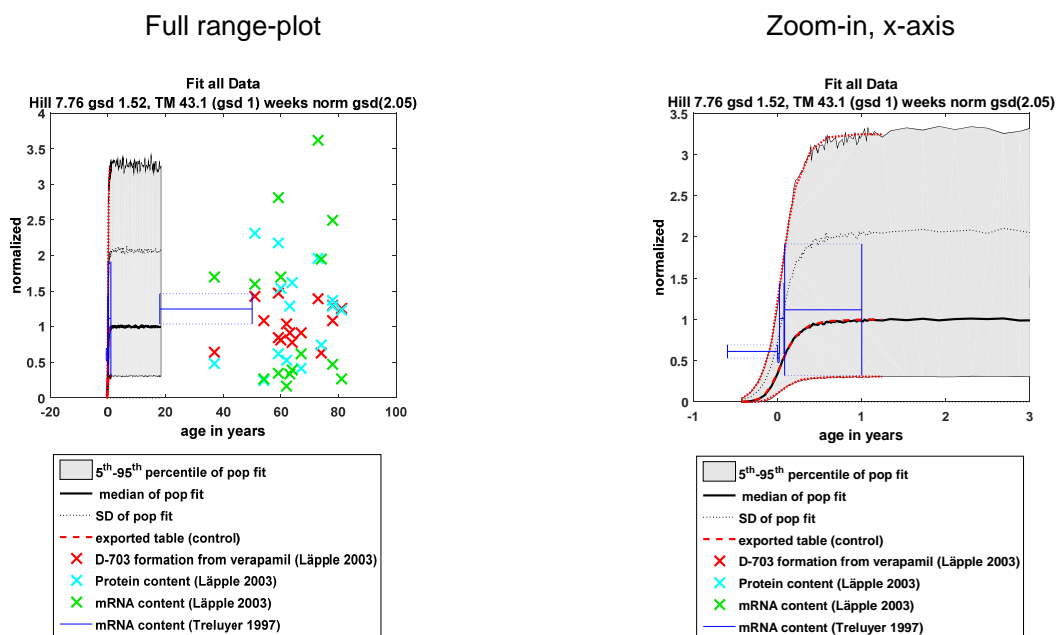 Full range-plot
Fit all Data
Hill 7.76 gsd 1.52, TM 43.1 (gsd 1) weeks norm gsd(2.05)
4
3.5
3
2.5
2
1.5
1
0.5
0
normalized
-20 0 20 40 60 80 100
age in years
5th-95th percentile of pop fit
median of pop fit
SD of pop fit
exported table (control)
D-703 formation from verapamil (Läpple 2003)
Protein content (Läpple 2003)
mRNA content (Läpple 2003)
mRNA content (Treluyer 1997)
Zoom-in, x-axis
Fit all Data
Hill 7.76 gsd 1.52, TM 43.1 (gsd 1) weeks norm gsd(2.05)
3.5
3
2.5
2
1.5
1
0.5
0
normalized
-1 0 1 2 3
age in years
5th-95th percentile of pop fit
median of pop fit
SD of pop fit
exported table (control)
D-703 formation from verapamil (Läpple 2003)
Protein content (Läpple 2003)
mRNA content (Läpple 2003)
mRNA content (Treluyer 1997)